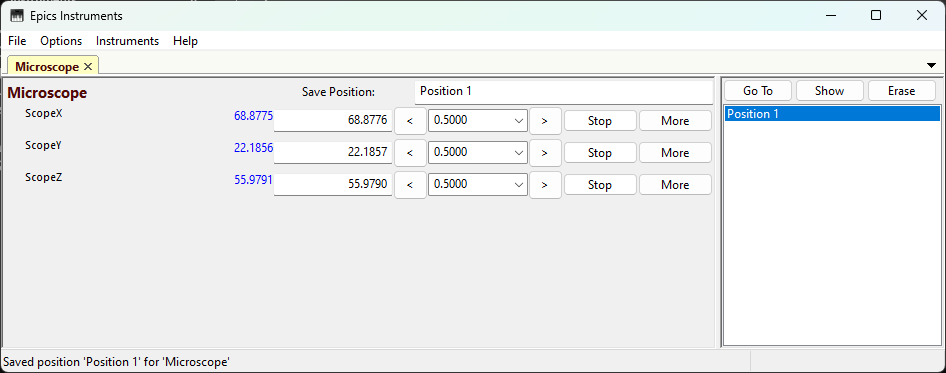 Epics Instruments
File Options Instruments Help
Microscope
Microscope Save Position: Position 1 Go To Show Erase
ScopeX 68.8775 68.8776 < 0.5000 > Stop More Position 1
ScopeY 22.1856 22.1857 < 0.5000 > Stop More
ScopeZ 55.9791 55.9790 < 0.5000 > Stop More
Saved position 'Position 1' for 'Microscope'